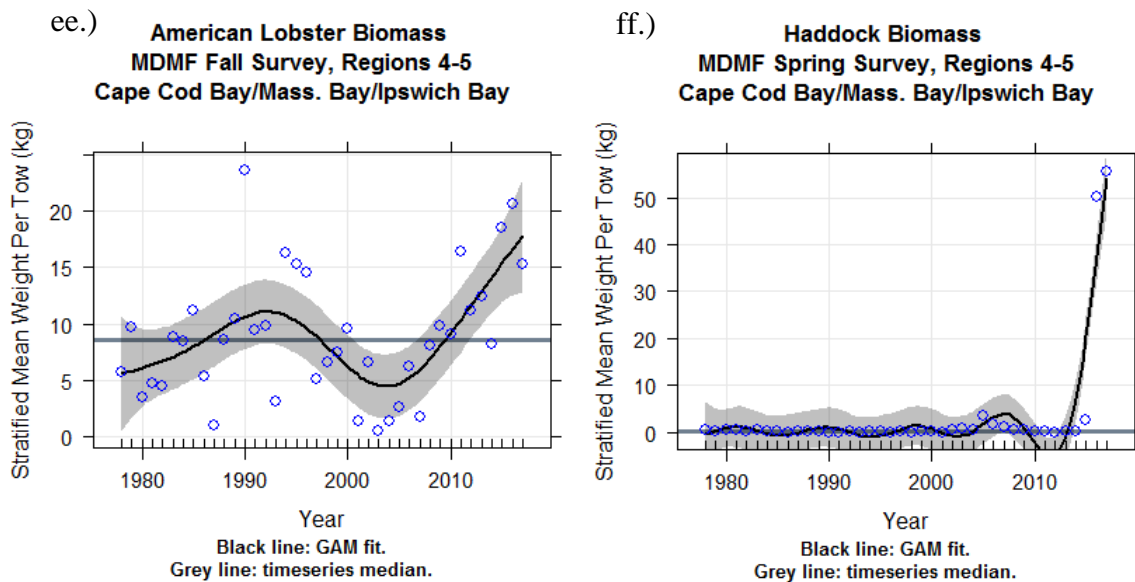 ee.)
American Lobster Biomass
MDMF Fall Survey, Regions 4-5
Cape Cod Bay/Mass. Bay/Ipswich Bay
Stratified Mean Weight Per Tow (kg)
20
15
10
5
0
1980 1990 2000 2010
Year
Black line: GAM fit.
Grey line: timeseries median.
ff.)
Haddock Biomass
MDMF Spring Survey, Regions 4-5
Cape Cod Bay/Mass. Bay/Ipswich Bay
Stratified Mean Weight Per Tow (kg)
50
40
30
20
10
0
1980 1990 2000 2010
Year
Black line: GAM fit.
Grey line: timeseries median.